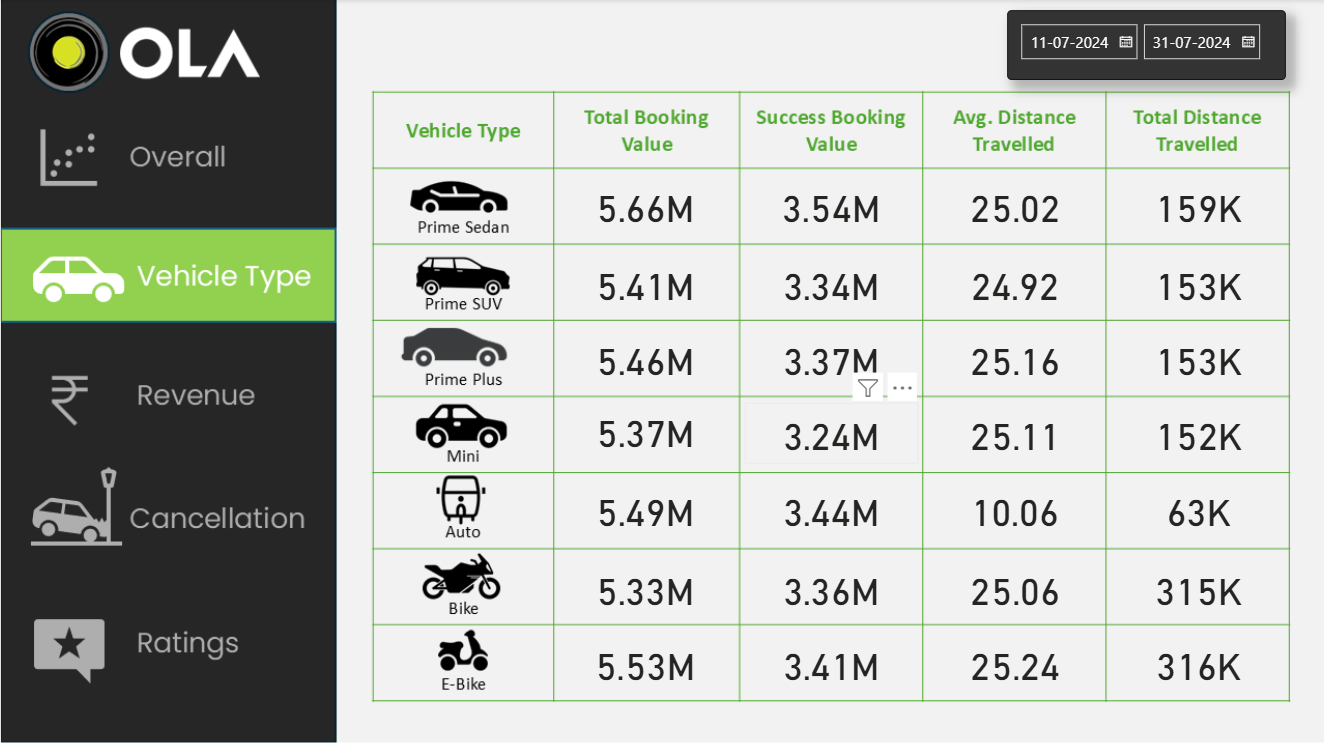 OLA
11-07-2024 31-07-2024
Overall
Vehicle Type
Revenue
Cancellation
Ratings
Vehicle Type Total Booking Value Success Booking Value Avg. Distance Travelled Total Distance Travelled
Prime Sedan 5.66M 3.54M 25.02 159K
Prime SUV 5.41M 3.34M 24.92 153K
Prime Plus 5.46M 3.37M 25.16 153K
Mini 5.37M 3.24M 25.11 152K
Auto 5.49M 3.44M 10.06 63K
Bike 5.33M 3.36M 25.06 315K
E-Bike 5.53M 3.41M 25.24 316K